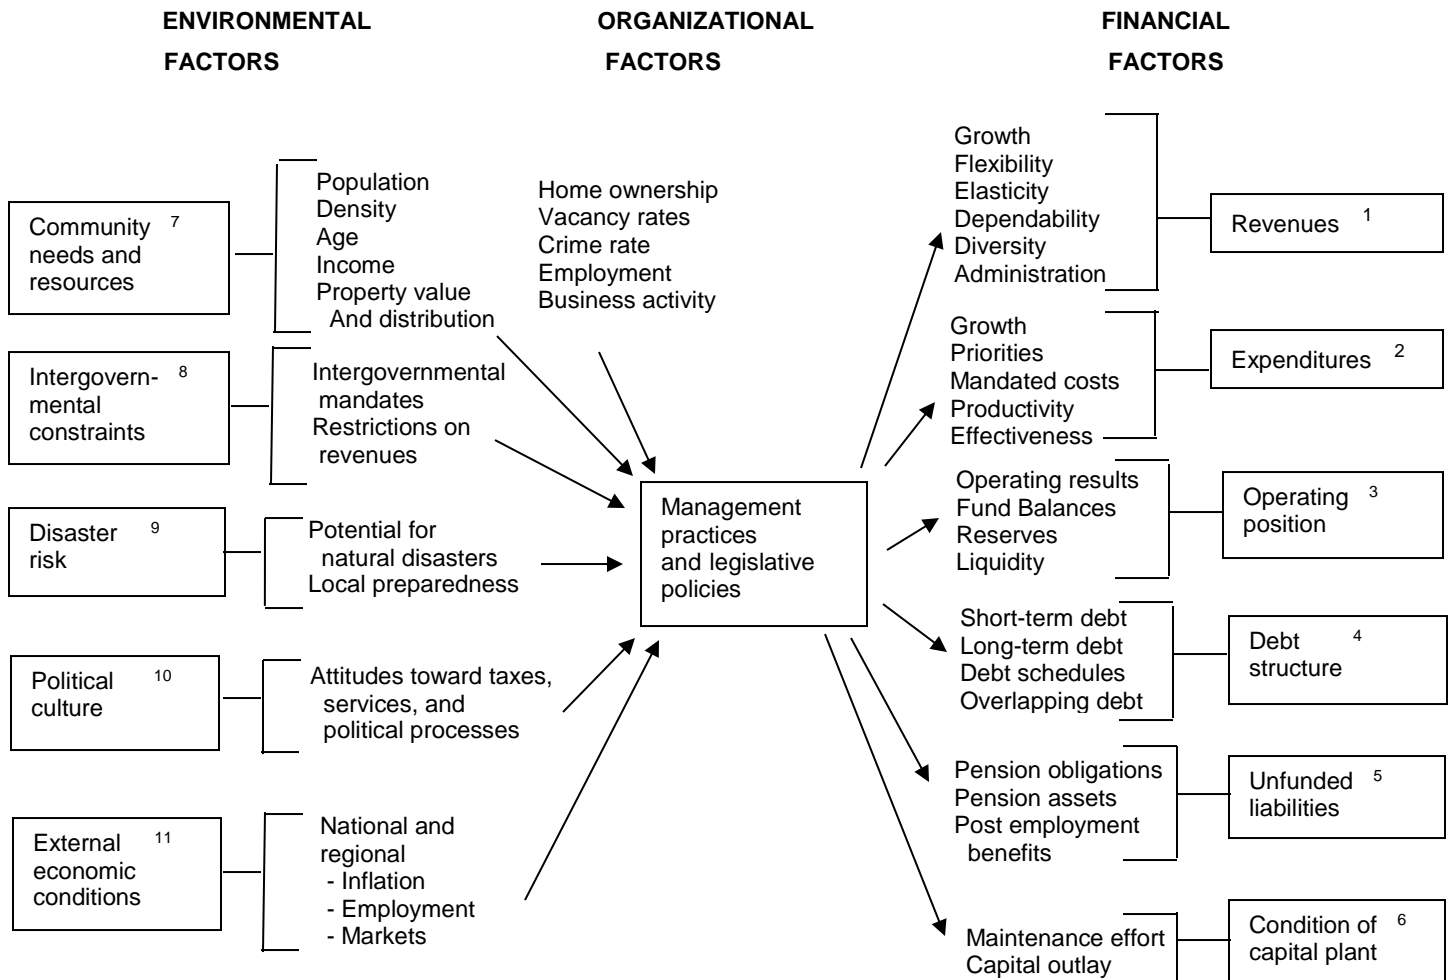 ENVIRONMENTAL
FACTORS
ORGANIZATIONAL
FACTORS
FINANCIAL
FACTORS
Community 7
needs and
resources
Population
Density
Age
Income
Property value
And distribution
Home ownership
Vacancy rates
Crime rate
Employment
Business activity
Intergovern- 8
mental
constraints
Intergovernmental
mandates
Restrictions on
revenues
Disaster 9
risk
Potential for
natural disasters
Local preparedness
Political 10
culture
Attitudes toward taxes,
services, and
political processes
External 11
economic
conditions
National and
regional
- Inflation
- Employment
- Markets
Management
practices
and legislative
policies
Growth
Flexibility
Elasticity
Dependability
Diversity
Administration
Revenues 1
Growth
Priorities
Mandated costs
Productivity
Effectiveness
Expenditures 2
Operating results
Fund Balances
Reserves
Liquidity
Operating 3
position
Short-term debt
Long-term debt
Debt schedules
Overlapping debt
Debt 4
structure
Pension obligations
Pension assets
Post employment
benefits
Unfunded 5
liabilities
Maintenance effort
Capital outlay
Condition of 6
capital plant